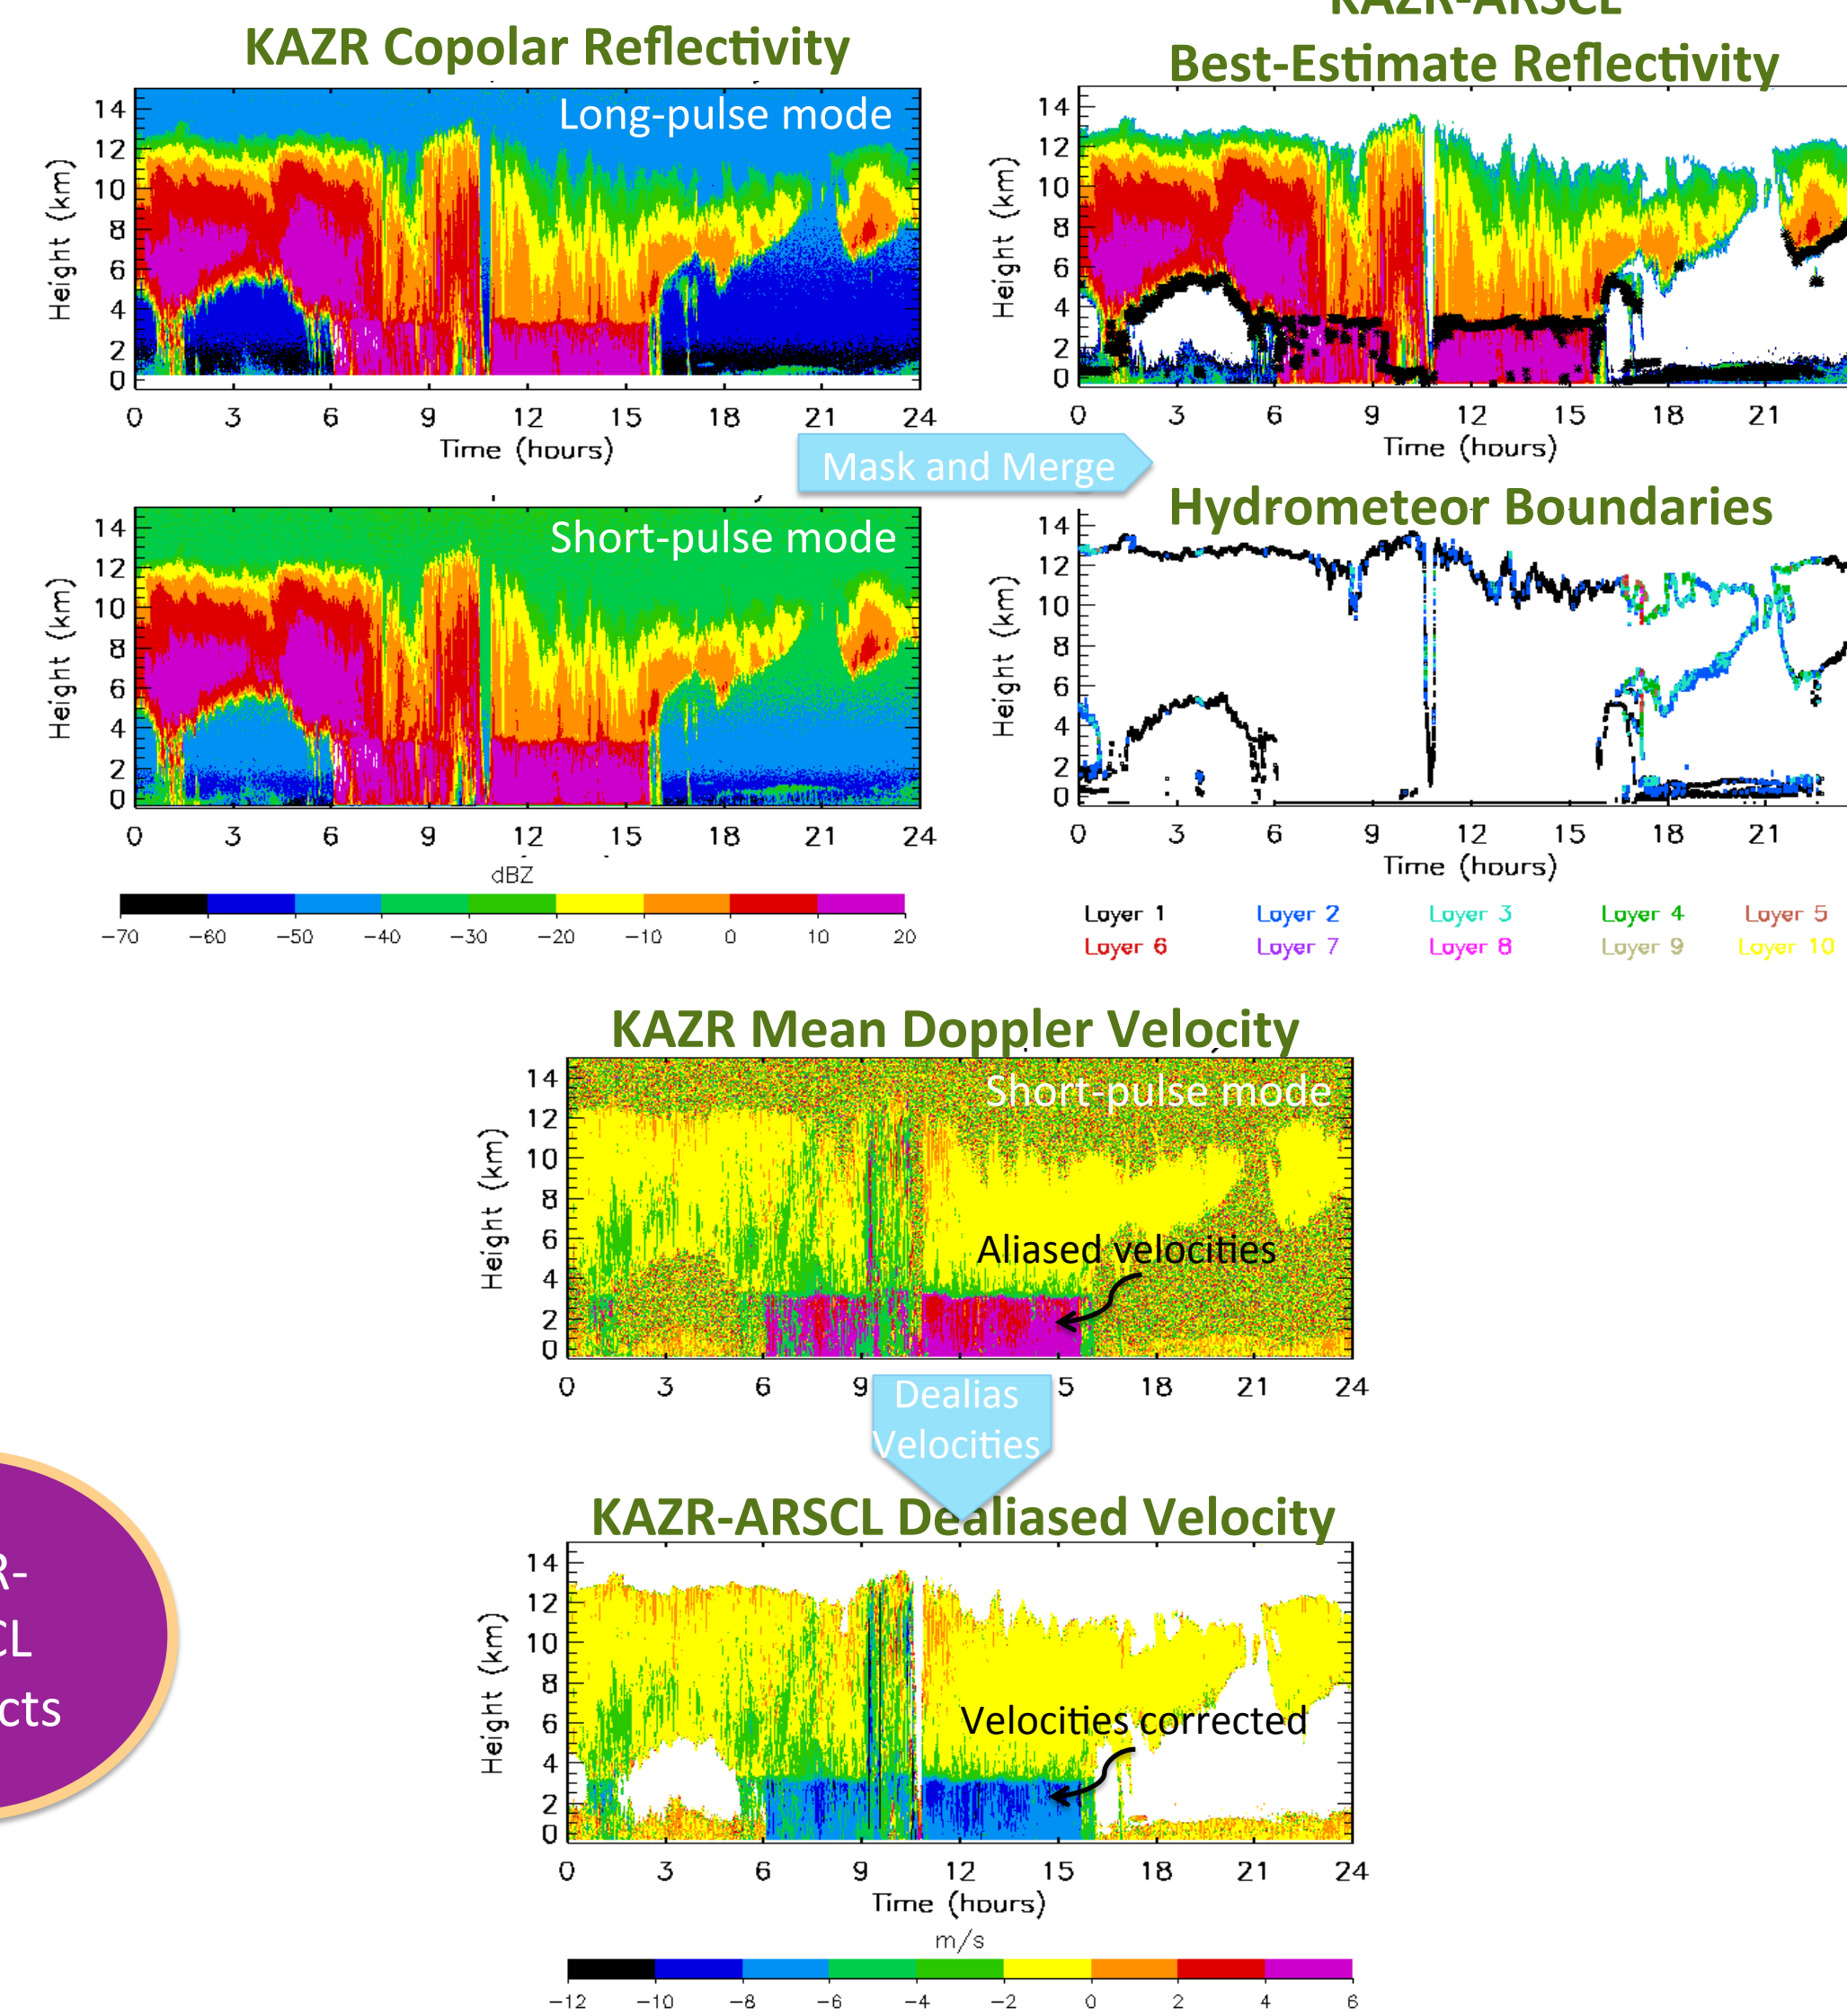 KAZR-ARSCL
KAZR Copolar Reflectivity
Best-Estimate Reflectivity
Long-pulse mode
14
12
10
8
6
4
2
0
Height (km)
0 3 6 9 12 15 18 21 24
Time (hours)
14
12
10
8
6
4
2
0
Height (km)
0 3 6 9 12 15 18 21
Time (hours)
Mask and Merge
Short-pulse mode
14
12
10
8
6
4
2
0
Height (km)
0 3 6 9 12 15 18 21 24
dBZ
-70 -60 -50 -40 -30 -20 -10 0 10 20
Hydrometeor Boundaries
14
12
10
8
6
4
2
0
Height (km)
0 3 6 9 12 15 18 21
Time (hours)
Layer 1 Layer 2 Layer 3 Layer 4 Layer 5
Layer 6 Layer 7 Layer 8 Layer 9 Layer 10
KAZR Mean Doppler Velocity
Short-pulse mode
14
12
10
8
6
4
2
0
Height (km)
Aliased velocities
0 3 6 9 5 18 21 24
Dealias
Velocities
KAZR-ARSCL Dealiased Velocity
14
12
10
8
6
4
2
0
Height (km)
Velocities corrected
0 3 6 9 12 15 18 21 24
Time (hours)
m/s
-12 -10 -8 -6 -4 -2 0 2 4 6
R-
CL
cts